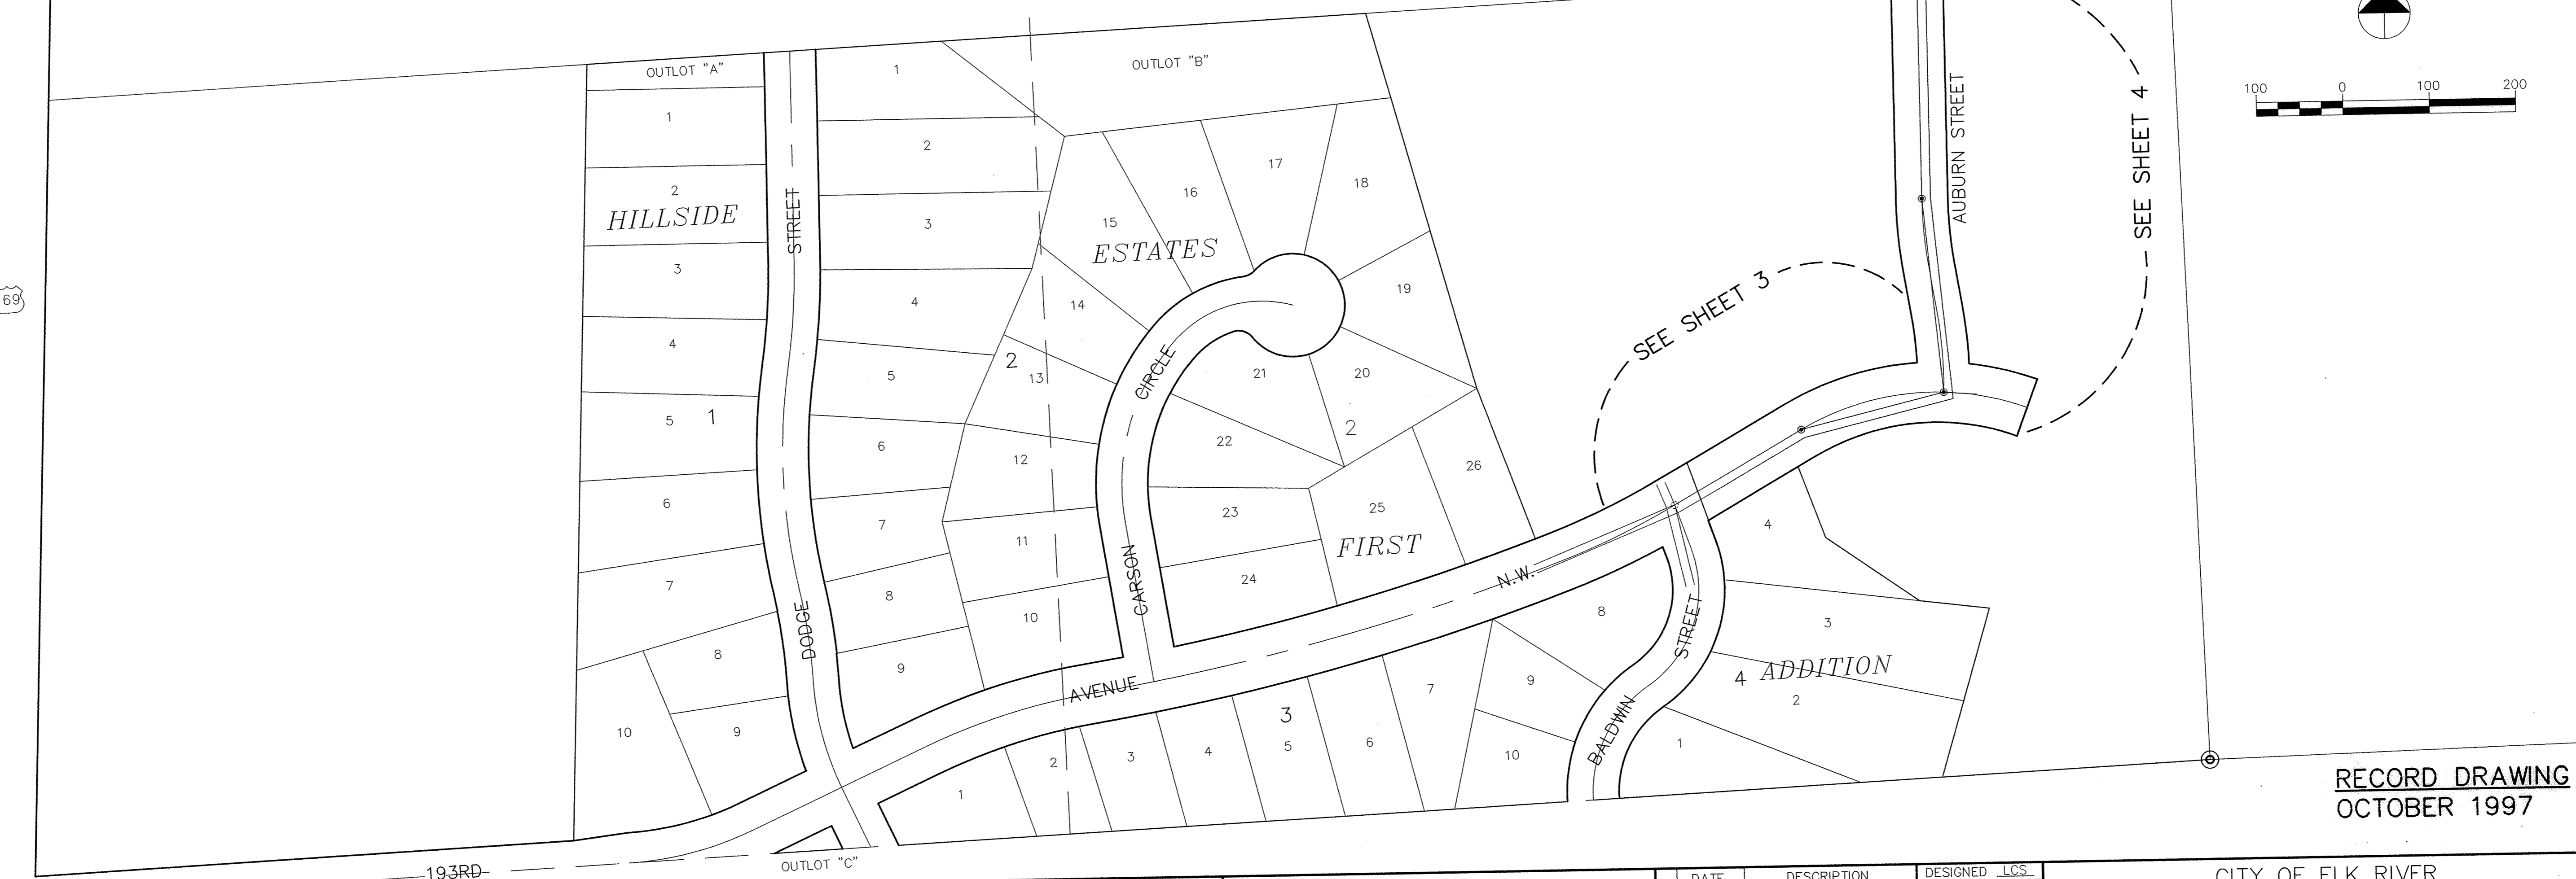 OUTLOT "A"
1
2
HILLSIDE
3
4
5
1
6
7
8
9
10
DODGE
STREET
1
2
3
4
5
6
7
8
9
OUTLOT "B"
15
16
17
18
ESTATES
14
19
2
13
12
11
10
CARSON
CIRCLE
21
20
2
22
23
24
25
26
FIRST
193RD
AVENUE
N.W.
OUTLOT "C"
1
2
3
4
5
6
7
3
8
9
10
BALDWIN
STREET
4
3
4
ADDITION
2
1
SEE SHEET 3
AUBURN STREET
SEE SHEET 4
69
100 0 100 200
RECORD DRAWING
OCTOBER 1997
DATE
DESCRIPTION
DESIGNED LCS
CITY OF ELK RIVER